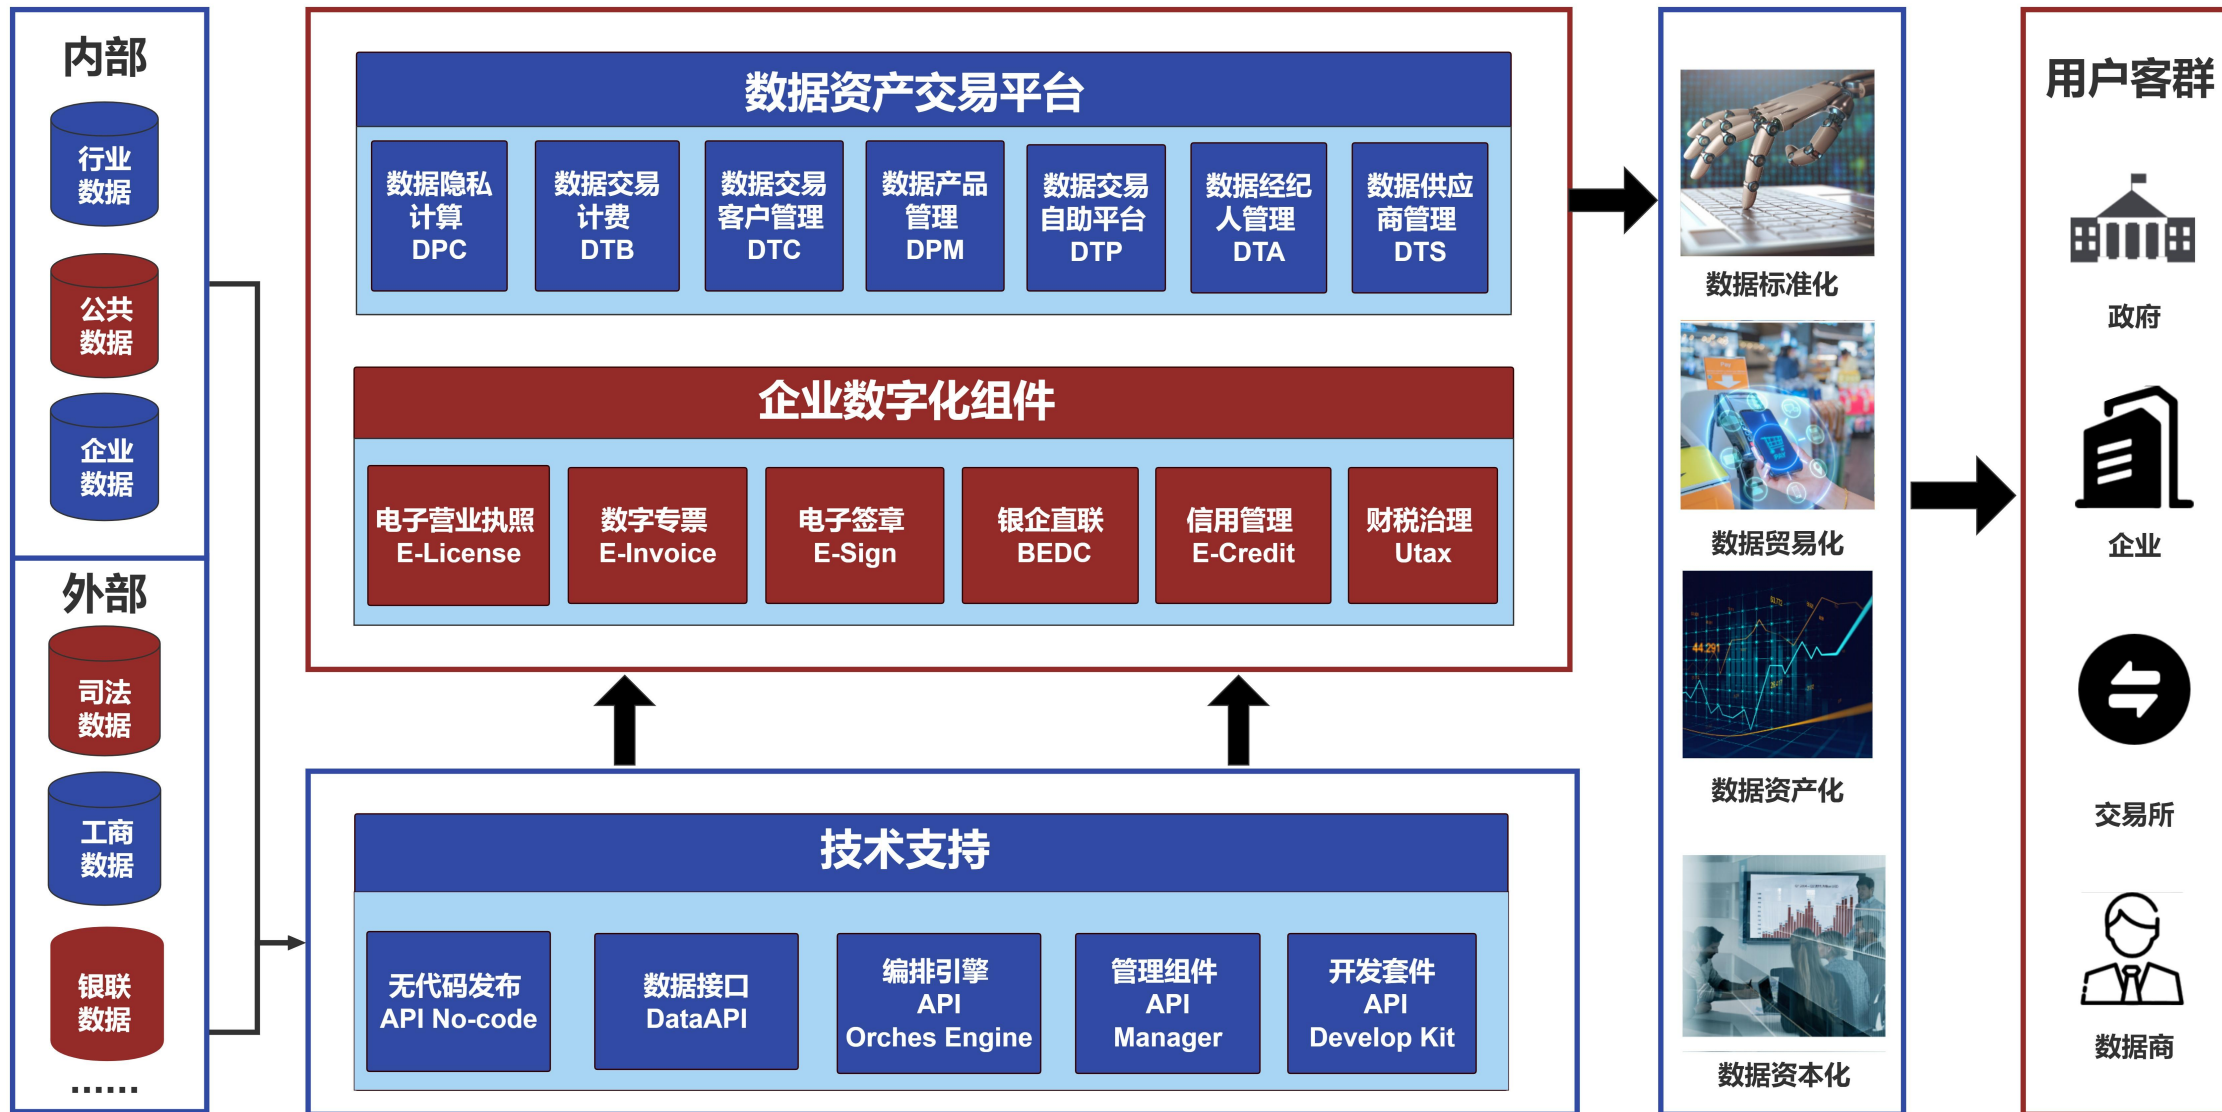 内部
行业
数据
公共
数据
企业
数据
外部
司法
数据
工商
数据
银联
数据
......
数据资产交易平台
数据隐私
计算
DPC
数据交易
计费
DTB
数据交易
客户管理
DTC
数据产品
管理
DPM
数据交易
自助平台
DTP
数据经纪
人管理
DTA
数据供应
商管理
DTS
企业数字化组件
电子营业执照
E-License
数字专票
E-Invoice
电子签章
E-Sign
银企直联
BEDC
信用管理
E-Credit
财税治理
Utax
技术支持
无代码发布
API No-code
数据接口
DataAPI
编排引擎
API
Orches Engine
管理组件
API
Manager
开发套件
API
Develop Kit
数据标准化
数据贸易化
44.291
数据资产化
数据资本化
用户客群
政府
企业
交易所
数据商